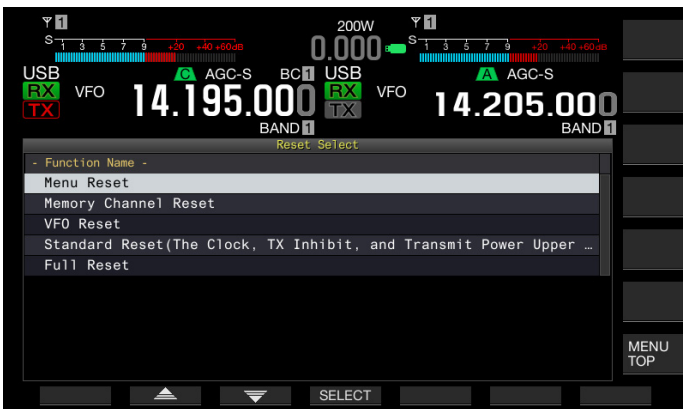 1 200W 1
S 1 3 5 7 9 +20 +40 +60dB 0.000 S 1 3 5 7 9 +20 +40 +60dB
USB C AGC-S BC 1 USB A AGC-S
RX VFO 14.195.000 RX VFO 14.205.000
TX TX
BAND 1 BAND 1
Reset Select
- Function Name -
Menu Reset
Memory Channel Reset
VFO Reset
Standard Reset(The Clock, TX Inhibit, and Transmit Power Upper …
Full Reset
MENU
TOP
SELECT